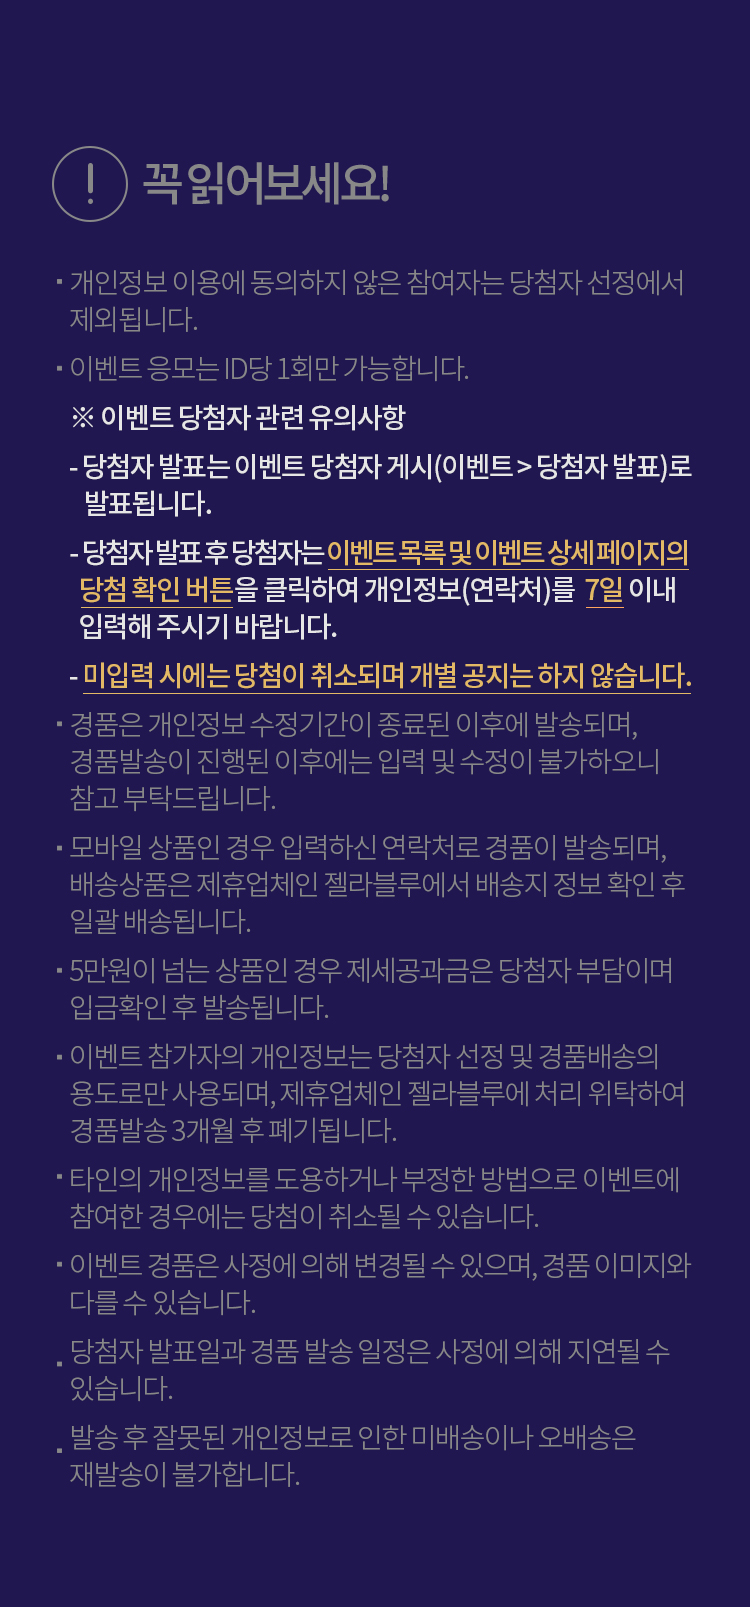 꼭 읽어보세요!
· 개인정보 이용에 동의하지 않은 참여자는 당첨자 선정에서
제외됩니다.
· 이벤트 응모는 ID당 1회만 가능합니다.
※ 이벤트 당첨자 관련 유의사항
- 당첨자 발표는 이벤트 당첨자 게시(이벤트 > 당첨자 발표)로
발표됩니다.
- 당첨자 발표 후 당첨자는 이벤트 목록 및 이벤트 상세 페이지의
당첨 확인 버튼을 클릭하여 개인정보(연락처)를 7일 이내
입력해 주시기 바랍니다.
- 미입력 시에는 당첨이 취소되며 개별 공지는 하지 않습니다.
· 경품은 개인정보 수정기간이 종료된 이후에 발송되며,
경품발송이 진행된 이후에는 입력 및 수정이 불가하오니
참고 부탁드립니다.
· 모바일 상품인 경우 입력하신 연락처로 경품이 발송되며,
배송상품은 제휴업체인 젤라블루에서 배송지 정보 확인 후
일괄 배송됩니다.
· 5만원이 넘는 상품인 경우 제세공과금은 당첨자 부담이며
입금확인 후 발송됩니다.
· 이벤트 참가자의 개인정보는 당첨자 선정 및 경품배송의
용도로만 사용되며, 제휴업체인 젤라블루에 처리 위탁하여
경품발송 3개월 후 폐기됩니다.
· 타인의 개인정보를 도용하거나 부정한 방법으로 이벤트에
참여한 경우에는 당첨이 취소될 수 있습니다.
· 이벤트 경품은 사정에 의해 변경될 수 있으며, 경품 이미지와
다를 수 있습니다.
· 당첨자 발표일과 경품 발송 일정은 사정에 의해 지연될 수
있습니다.
· 발송 후 잘못된 개인정보로 인한 미배송이나 오배송은
재발송이 불가합니다.